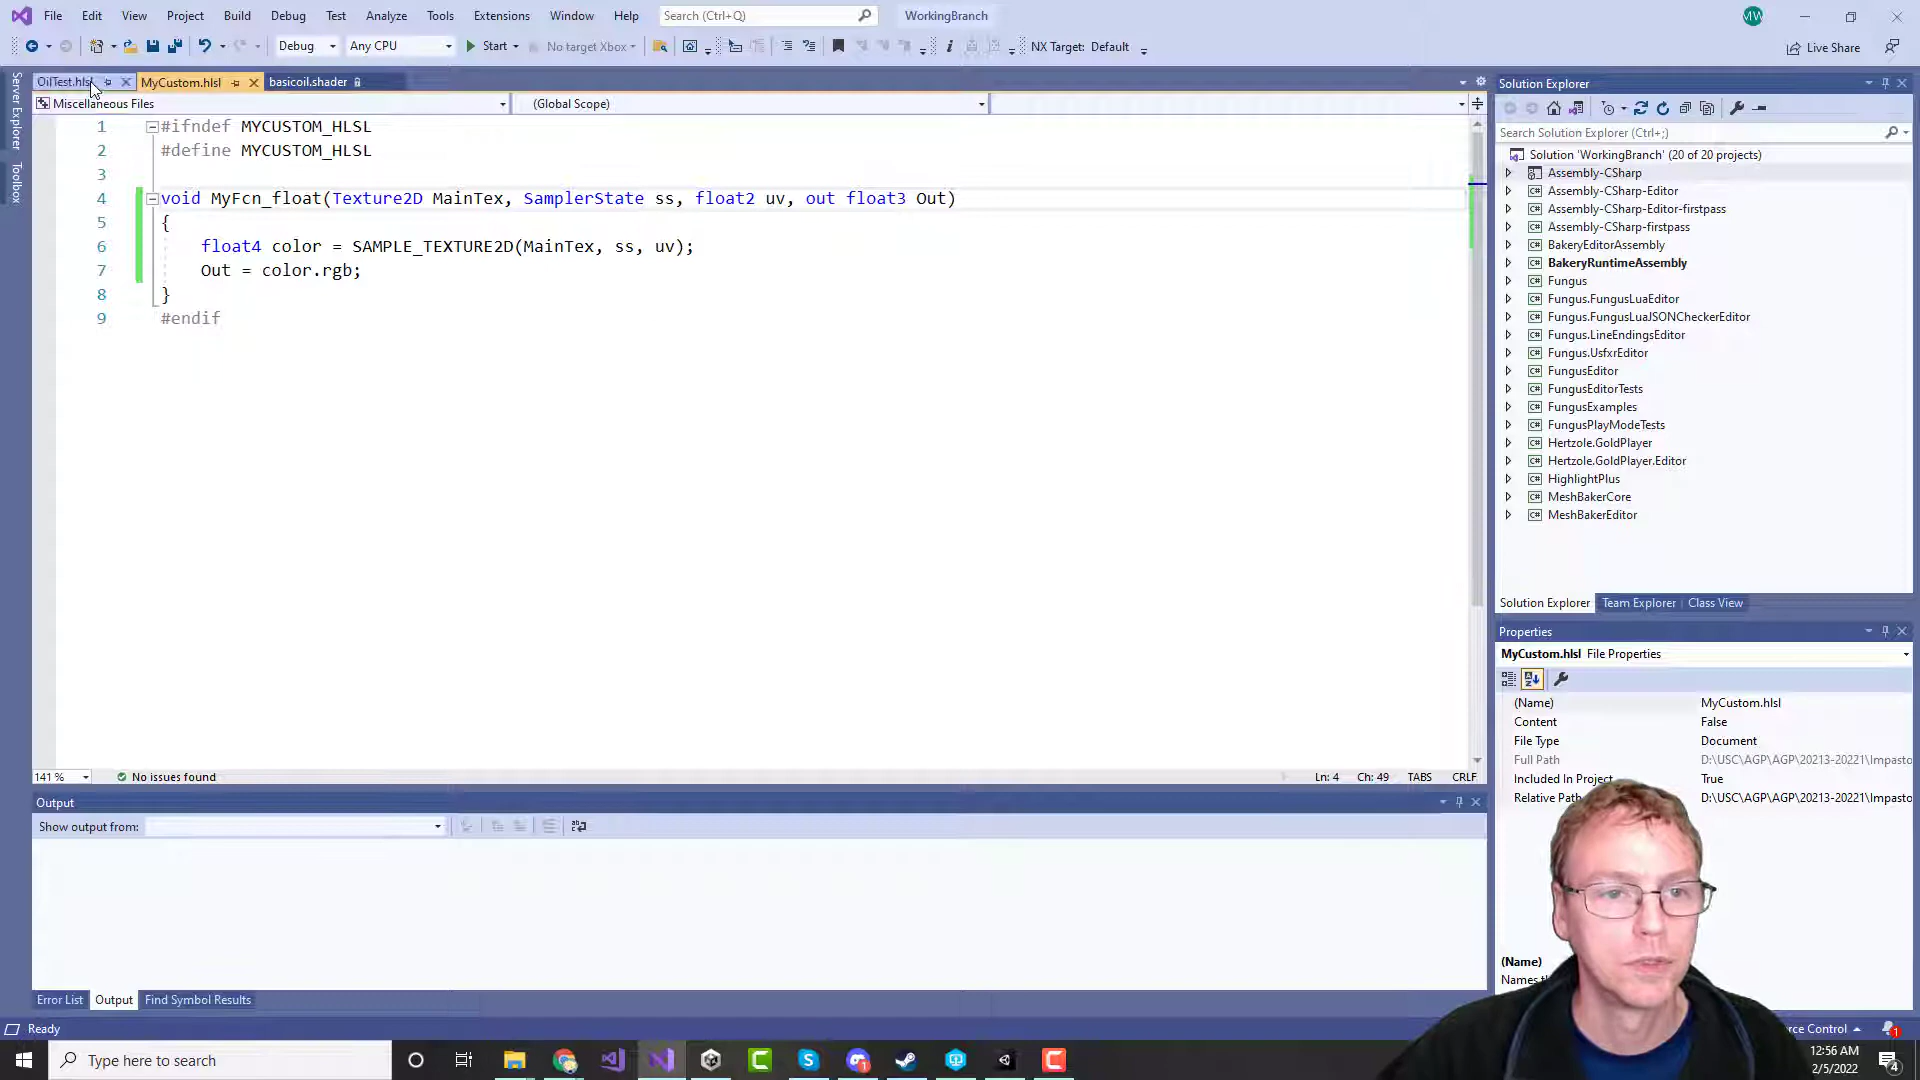 File Edit View Project Build Debug Test Analyze Tools Extensions Window Help Search (Ctrl+Q) WorkingBranch MW
Debug Any CPU Start No target Xbox NX Target: Default Live Share
Server Explorer
Toolbox
OilTest.hlsl MyCustom.hlsl basicoil.shader
Miscellaneous Files (Global Scope)
1 #ifndef MYCUSTOM_HLSL
2 #define MYCUSTOM_HLSL
3
4 void MyFcn_float(Texture2D MainTex, SamplerState ss, float2 uv, out float3 Out)
5 {
6 float4 color = SAMPLE_TEXTURE2D(MainTex, ss, uv);
7 Out = color.rgb;
8 }
9 #endif
141 % No issues found Ln: 4 Ch: 49 TABS CRLF
Output
Show output from:
Error List Output Find Symbol Results
Solution Explorer
Search Solution Explorer (Ctrl+;)
Solution 'WorkingBranch' (20 of 20 projects)
Assembly-CSharp
Assembly-CSharp-Editor
Assembly-CSharp-Editor-firstpass
Assembly-CSharp-firstpass
BakeryEditorAssembly
BakeryRuntimeAssembly
Fungus
Fungus.FungusLuaEditor
Fungus.FungusLuaJSONCheckerEditor
Fungus.LineEndingsEditor
Fungus.UsfxrEditor
FungusEditor
FungusEditorTests
FungusExamples
FungusPlayModeTests
Hertzole.GoldPlayer
Hertzole.GoldPlayer.Editor
HighlightPlus
MeshBakerCore
MeshBakerEditor
Solution Explorer Team Explorer Class View
Properties
MyCustom.hlsl File Properties
(Name) MyCustom.hlsl
Content False
File Type Document
Full Path D:\USC\AGP\AGP\20213-20221\Impasto
Included In Project True
Relative Path D:\USC\AGP\AGP\20213-20221\Impasto
(Name)
Names
Ready
Control 1
Type here to search
12:56 AM
2/5/2022
4